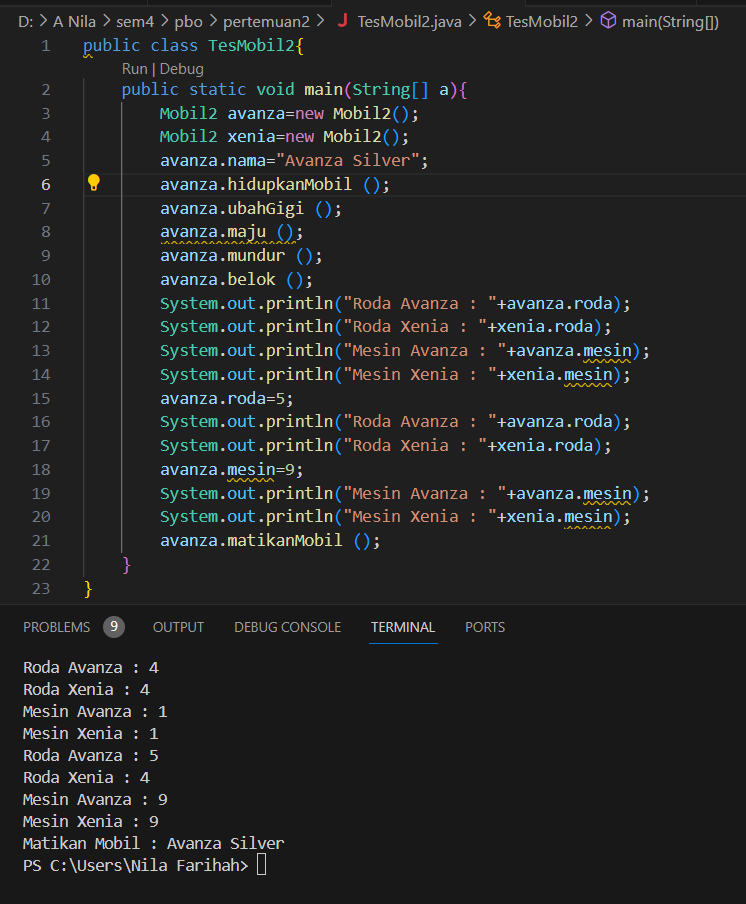 D: > A Nila > sem4 > pbo > pertemuan2 > J TesMobil2.java > TesMobil2 > main(String[])
1 public class TesMobil2{
Run | Debug
2 public static void main(String[] a){
3 Mobil2 avanza=new Mobil2();
4 Mobil2 xenia=new Mobil2();
5 avanza.nama="Avanza Silver";
6 avanza.hidupkanMobil ();
7 avanza.ubahGigi ();
8 avanza.maju ();
9 avanza.mundur ();
10 avanza.belok ();
11 System.out.println("Roda Avanza : "+avanza.roda);
12 System.out.println("Roda Xenia : "+xenia.roda);
13 System.out.println("Mesin Avanza : "+avanza.mesin);
14 System.out.println("Mesin Xenia : "+xenia.mesin);
15 avanza.roda=5;
16 System.out.println("Roda Avanza : "+avanza.roda);
17 System.out.println("Roda Xenia : "+xenia.roda);
18 avanza.mesin=9;
19 System.out.println("Mesin Avanza : "+avanza.mesin);
20 System.out.println("Mesin Xenia : "+xenia.mesin);
21 avanza.matikanMobil ();
22 }
23 }
PROBLEMS 9 OUTPUT DEBUG CONSOLE TERMINAL PORTS
Roda Avanza : 4
Roda Xenia : 4
Mesin Avanza : 1
Mesin Xenia : 1
Roda Avanza : 5
Roda Xenia : 4
Mesin Avanza : 9
Mesin Xenia : 9
Matikan Mobil : Avanza Silver
PS C:\Users\Nila Farihah>